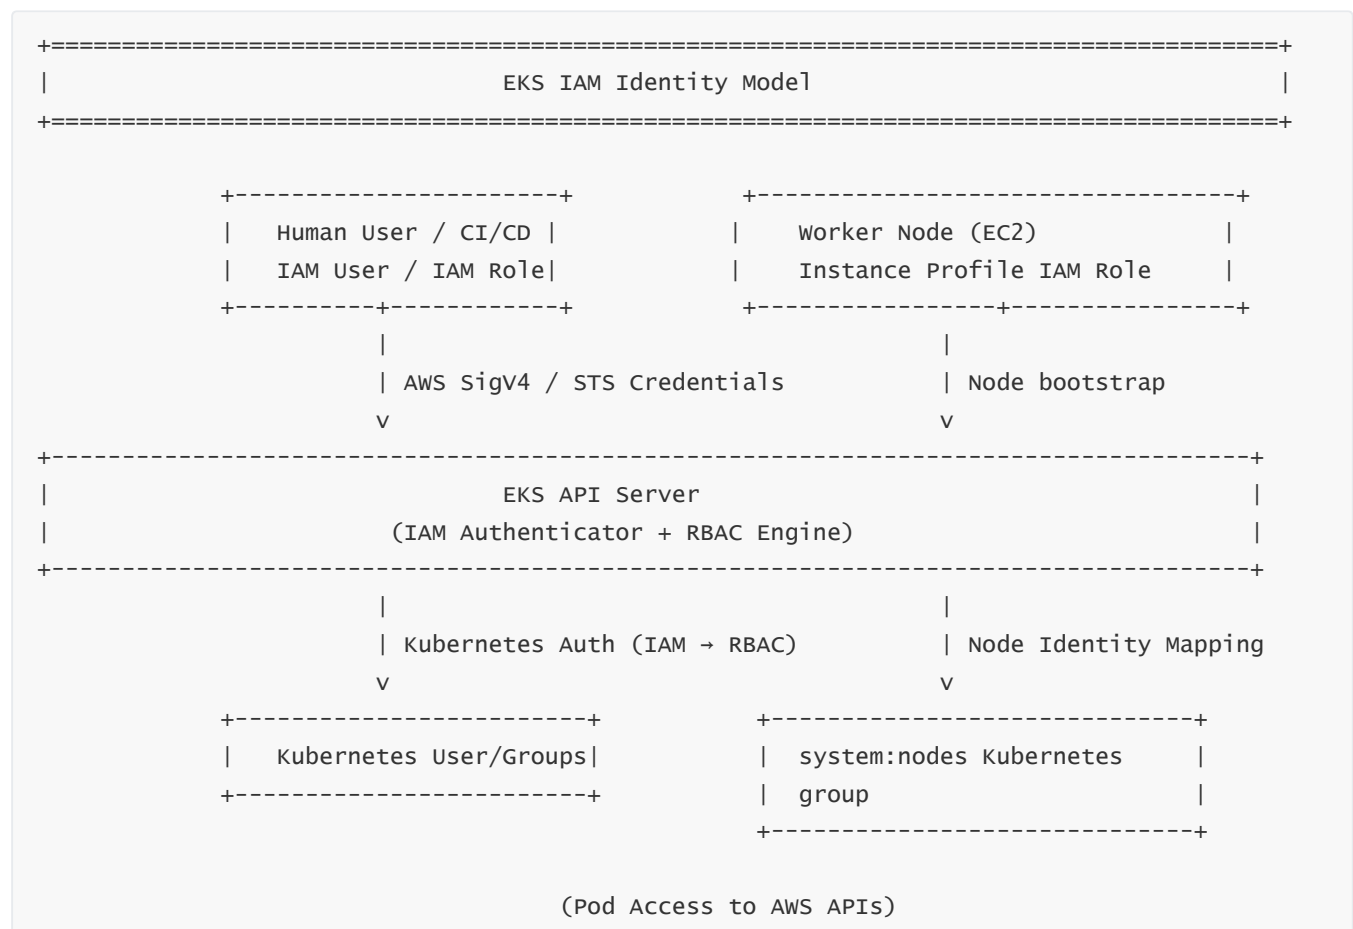 +=======================================================================================+
|                                EKS IAM Identity Model                                 |
+=======================================================================================+
+-----------------------+            +----------------------------------+
|   Human User / CI/CD |            |    Worker Node (EC2)             |
|   IAM User / IAM Role|            |    Instance Profile IAM Role     |
+----------+------------+            +-----------------+----------------+
|                                       |
| AWS SigV4 / STS Credentials           | Node bootstrap
v                                       v
+-------------------------------------------------------------------------------------+
|                                EKS API Server                                       |
|                        (IAM Authenticator + RBAC Engine)                            |
+-------------------------------------------------------------------------------------+
|                                       |
| Kubernetes Auth (IAM → RBAC)          | Node Identity Mapping
v                                       v
+-------------------------+           +------------------------------+
|   Kubernetes User/Groups|           |  system:nodes Kubernetes     |
+-------------------------+           |  group                       |
+------------------------------+
(Pod Access to AWS APIs)